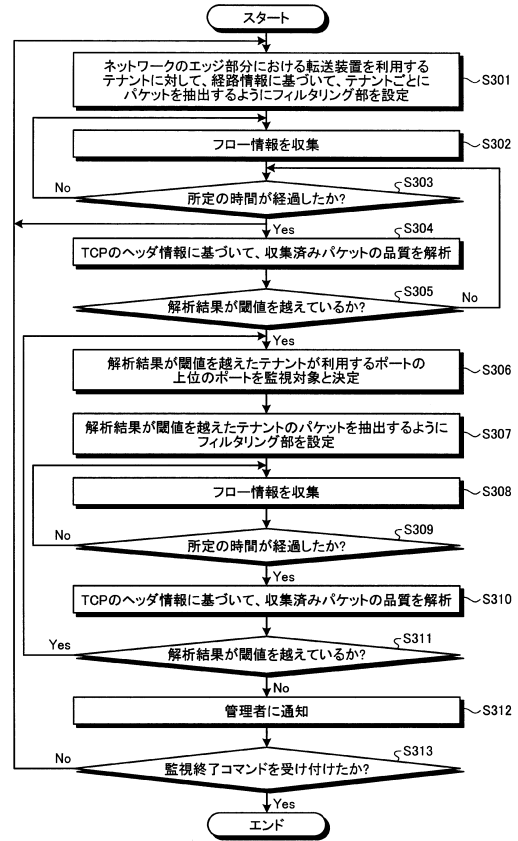 スタート
ネットワークのエッジ部分における転送装置を利用する
テナントに対して、経路情報に基づいて、テナントごとに
パケットを抽出するようにフィルタリング部を設定
S301
フロー情報を収集
S302
所定の時間が経過したか?
S303
No
Yes
TCPのヘッダ情報に基づいて、収集済みパケットの品質を解析
S304
解析結果が閾値を越えているか?
S305
No
Yes
解析結果が閾値を越えたテナントが利用するポートの
上位のポートを監視対象と決定
S306
解析結果が閾値を越えたテナントのパケットを抽出するように
フィルタリング部を設定
S307
フロー情報を収集
S308
所定の時間が経過したか?
S309
No
Yes
TCPのヘッダ情報に基づいて、収集済みパケットの品質を解析
S310
解析結果が閾値を越えているか?
S311
Yes
No
管理者に通知
S312
監視終了コマンドを受け付けたか?
S313
No
Yes
エンド